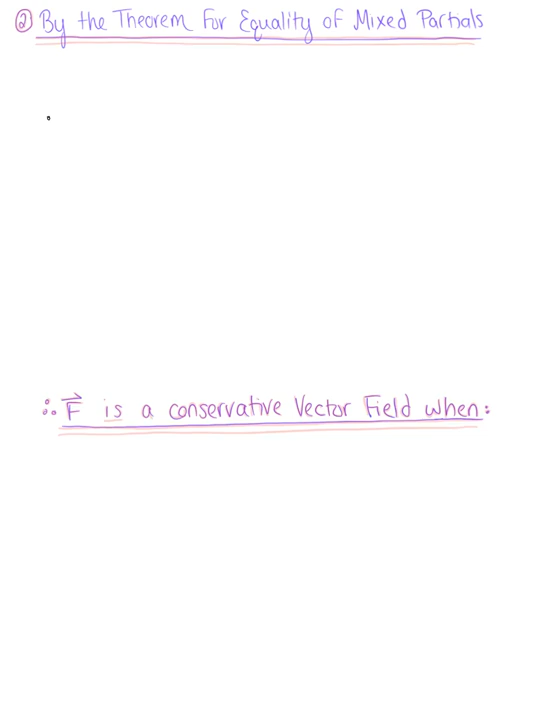 ② By the Theorem For Equality of Mixed Partials
∴ F⃗ is a conservative Vector Field when: